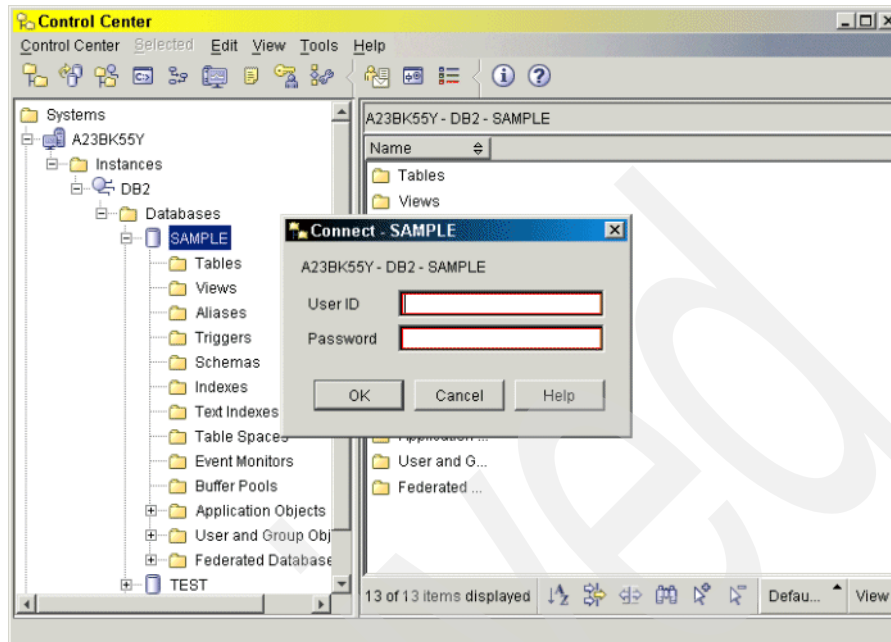 Control Center
Control Center Selected Edit View Tools Help
Systems
A23BK55Y
Instances
DB2
Databases
SAMPLE
Tables
Views
Aliases
Triggers
Schemas
Indexes
Text Indexes
Table Spaces
Event Monitors
Buffer Pools
Application Objects
User and Group Obj
Federated Database
TEST
A23BK55Y - DB2 - SAMPLE
Name
Tables
Views
Application ...
User and G...
Federated ...
13 of 13 items displayed
Defau...
View
Connect - SAMPLE
A23BK55Y - DB2 - SAMPLE
User ID
Password
OK
Cancel
Help